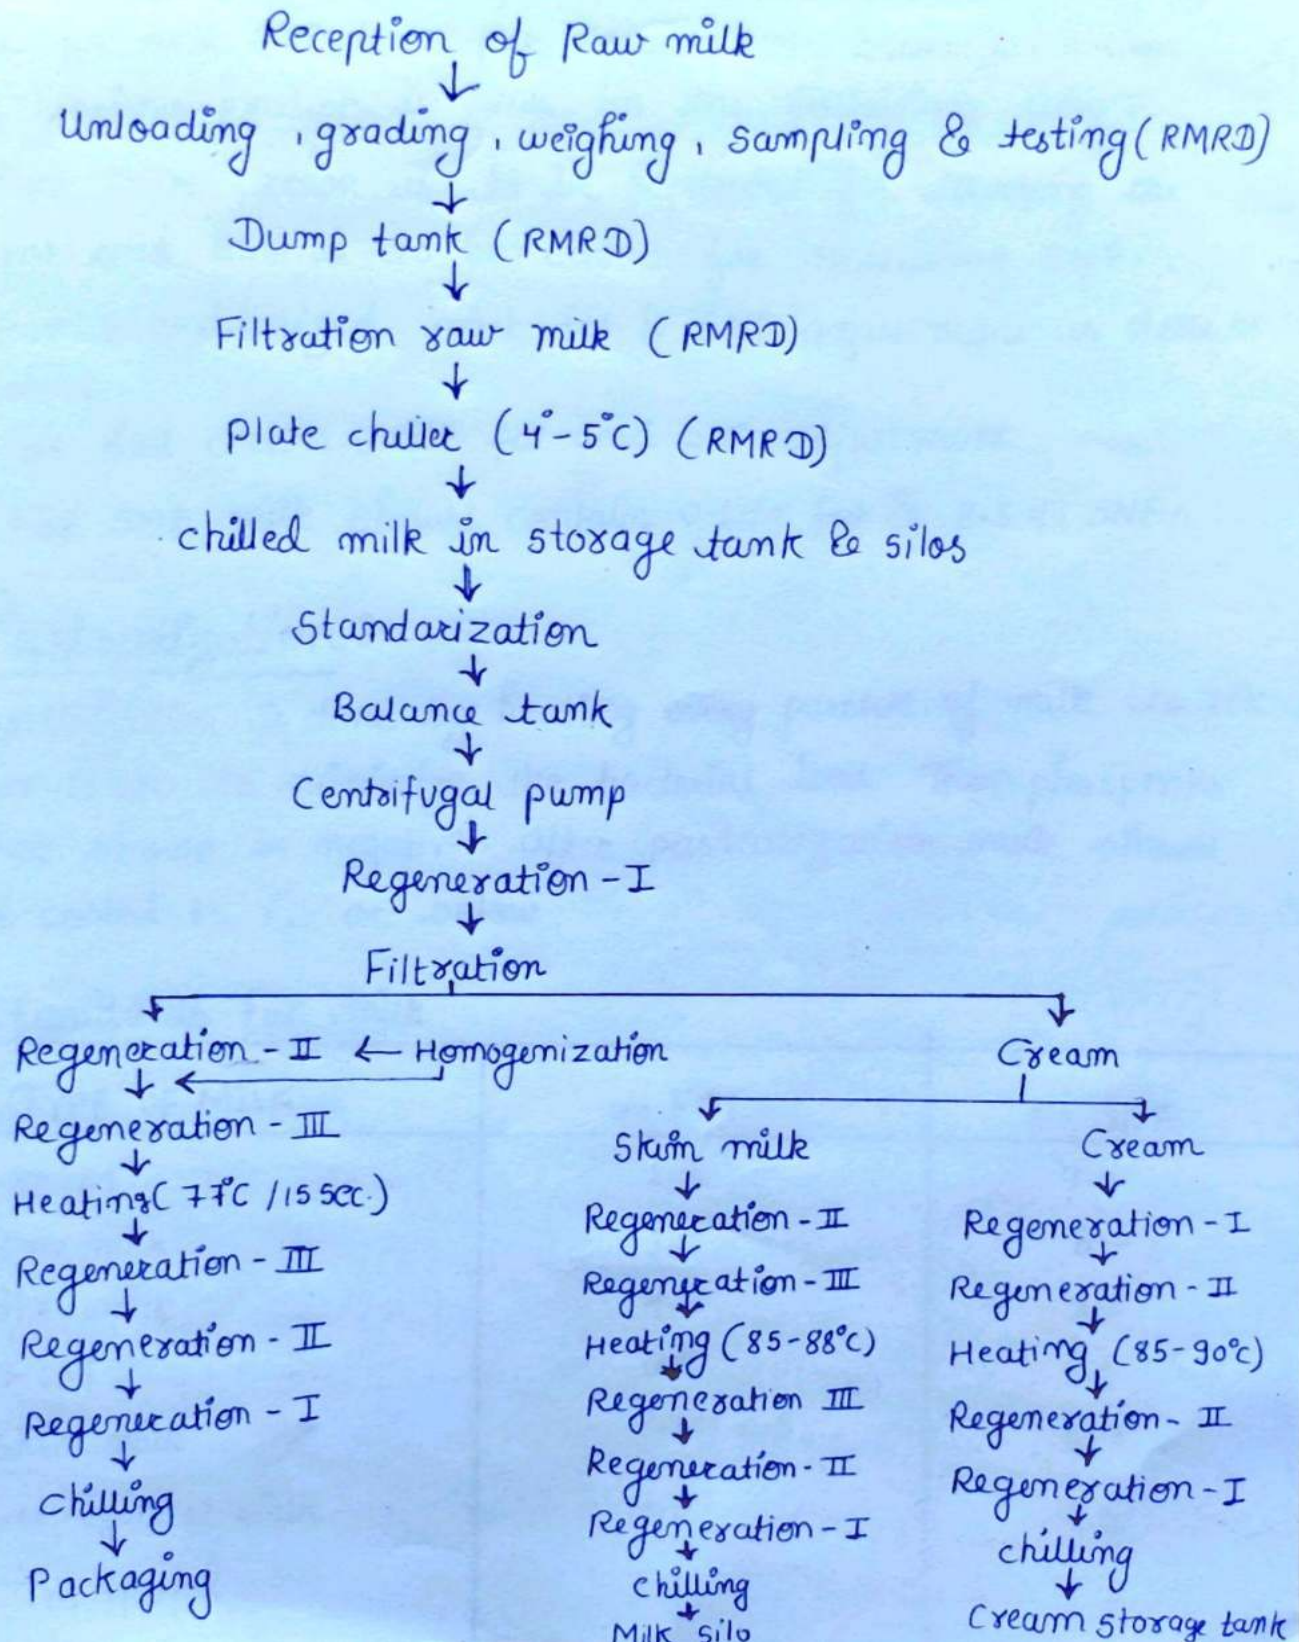 Reception of Raw milk
Unloading, grading, weighing, sampling & testing (RMRD)
Dump tank (RMRD)
Filtration raw milk (RMRD)
Plate chiller (4°-5°C) (RMRD)
chilled milk in storage tank & silos
Standarization
Balance tank
Centrifugal pump
Regeneration - I
Filtration
Regeneration - II ← Homogenization
Regeneration - III
Heating (77°C / 15 sec.)
Regeneration - III
Regeneration - II
Regeneration - I
chilling
Packaging
Cream
Skim milk
Regeneration - II
Regeneration - III
Heating (85-88°C)
Regeneration III
Regeneration - II
Regeneration - I
chilling
Milk silo
Cream
Regeneration - I
Regeneration - II
Heating (85-90°C)
Regeneration - II
Regeneration - I
chilling
Cream storage tank